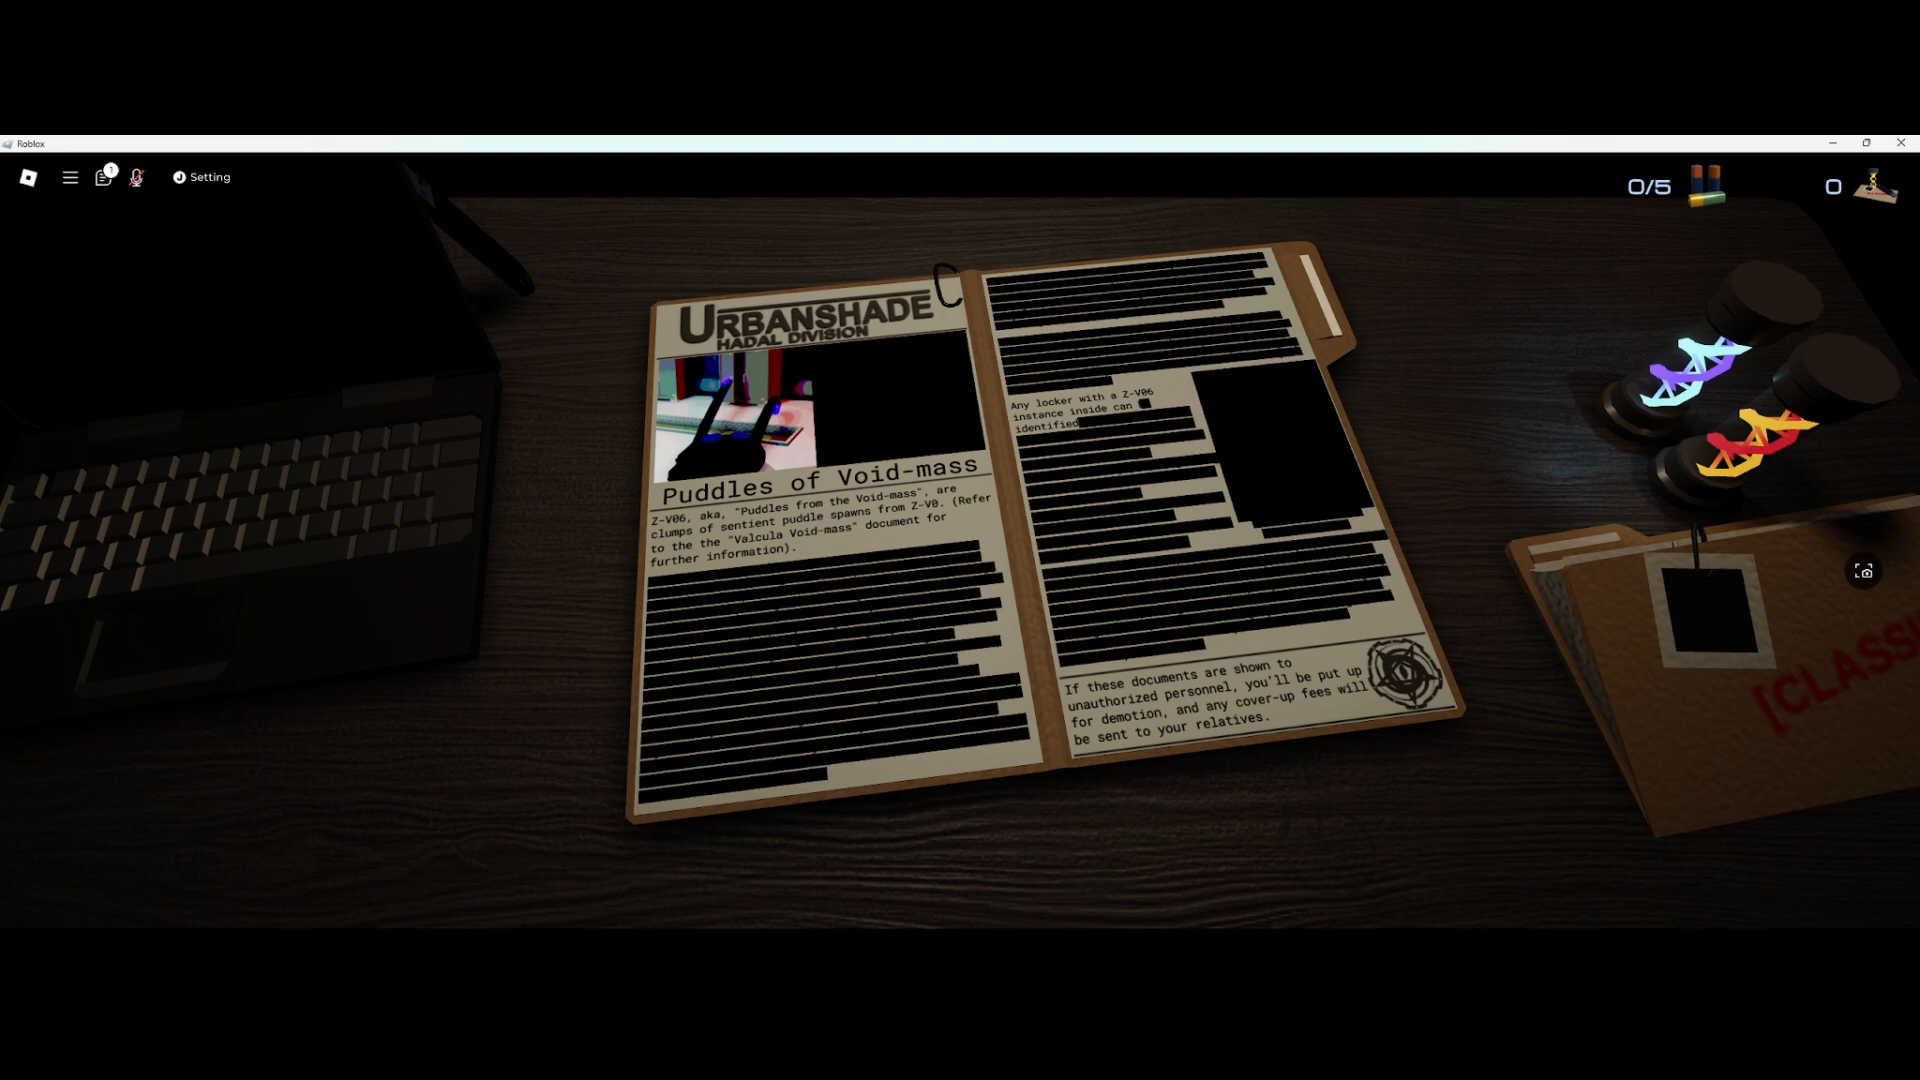 Roblox
1
Setting
0/5
0
URBANSHADE
HADAL DIVISION
Puddles of Void-mass
Z-V06, aka, "Puddles from the Void-mass", are
clumps of sentient puddle spawns from Z-V0. (Refer
to the the "Valcula Void-mass" document for
further information).
Any locker with a Z-V06
instance inside can
identified
If these documents are shown to
unauthorized personnel, you'll be put up
for demotion, and any cover-up fees will
be sent to your relatives.
[CLASSI